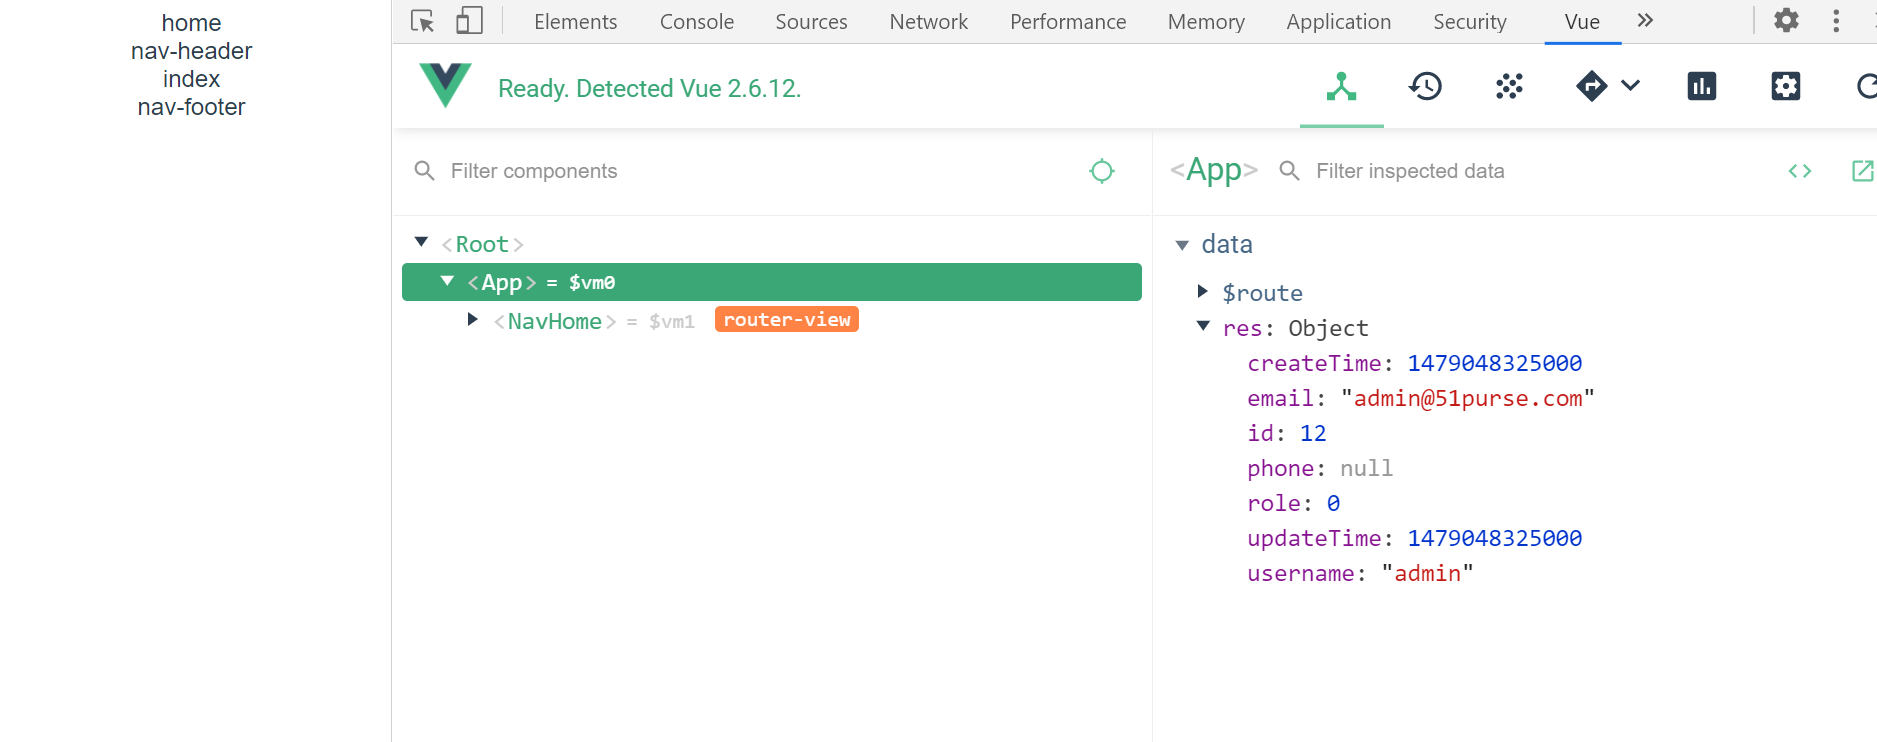 home
nav-header
index
nav-footer
Elements Console Sources Network Performance Memory Application Security Vue
Ready. Detected Vue 2.6.12.
Filter components
<App> Filter inspected data
<Root>
<App> = $vm0
<NavHome> = $vm1 router-view
data
$route
res: Object
createTime: 1479048325000
email: "admin@51purse.com"
id: 12
phone: null
role: 0
updateTime: 1479048325000
username: "admin"